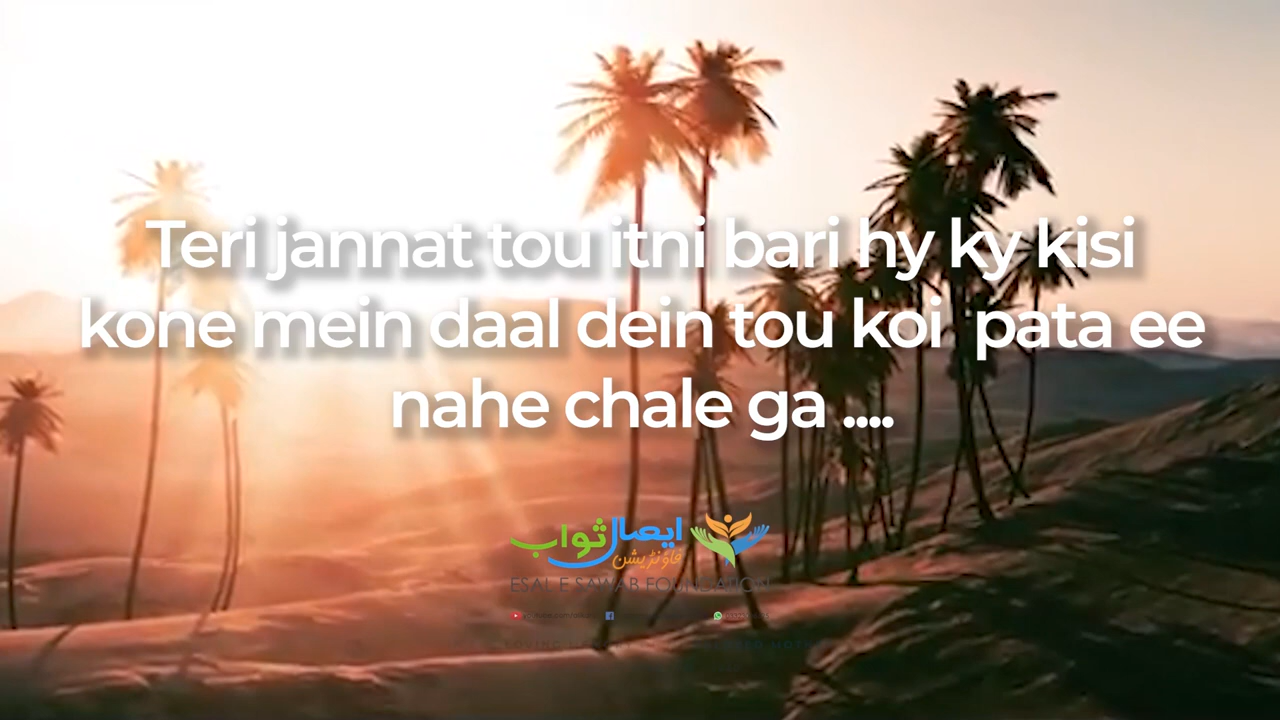 Teri jannat tou itni bari hy ky kisi
kone mein daal dein tou koi pata ee
nahe chale ga ....
ایصال ثواب
فاؤنڈیشن
ESAL E SAWAB FOUNDATION